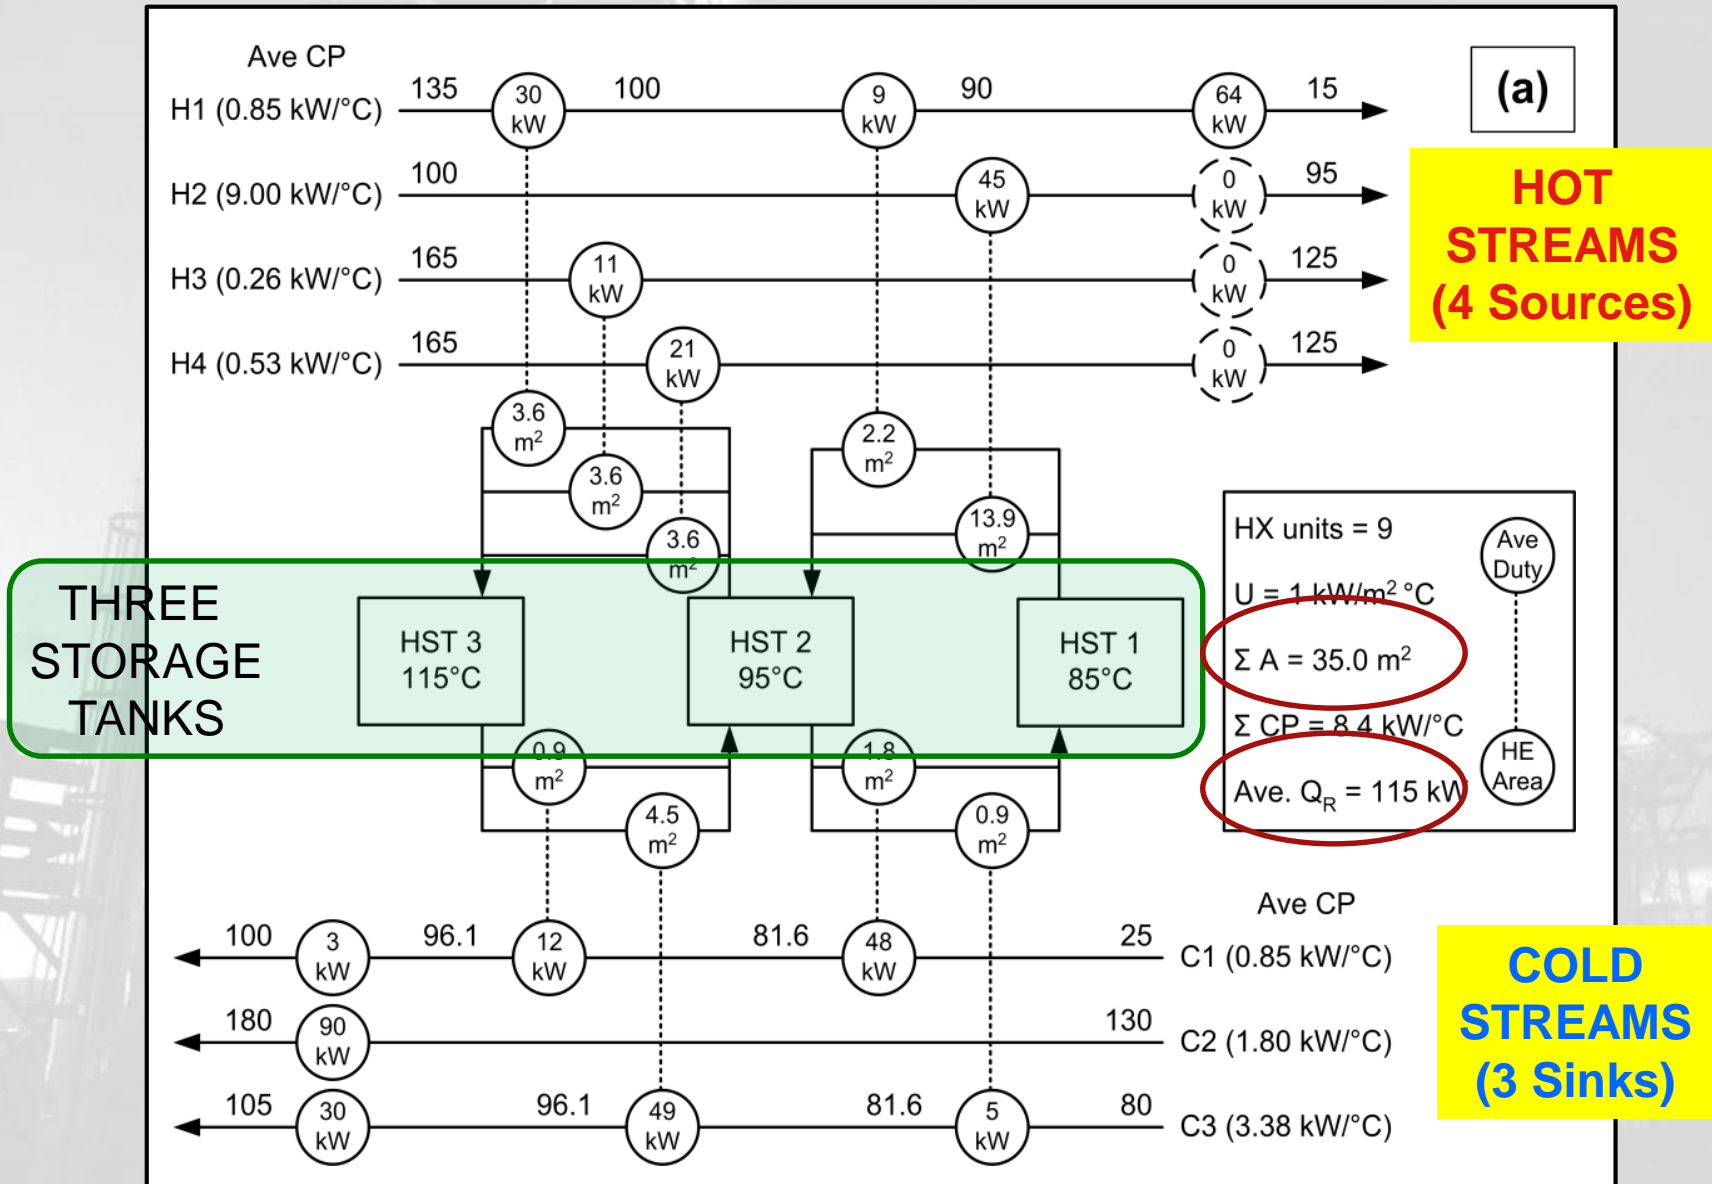 Ave CP
(a)
H1 (0.85 kW/°C) 135 30 kW 100 9 kW 90 64 kW 15
H2 (9.00 kW/°C) 100 45 kW 0 kW 95
H3 (0.26 kW/°C) 165 11 kW 0 kW 125
H4 (0.53 kW/°C) 165 21 kW 0 kW 125
HOT
STREAMS
(4 Sources)
3.6 m²
3.6 m²
3.6 m²
2.2 m²
13.9 m²
THREE
STORAGE
TANKS
HST 3
115°C
HST 2
95°C
HST 1
85°C
HX units = 9
U = 1 kW/m² °C
Σ A = 35.0 m²
Σ CP = 8.4 kW/°C
Ave. QR = 115 kW
Ave
Duty
HE
Area
0.9 m²
4.5 m²
1.8 m²
0.9 m²
Ave CP
100 3 kW 96.1 12 kW 81.6 48 kW 25 C1 (0.85 kW/°C)
180 90 kW 130 C2 (1.80 kW/°C)
105 30 kW 96.1 49 kW 81.6 5 kW 80 C3 (3.38 kW/°C)
COLD
STREAMS
(3 Sinks)